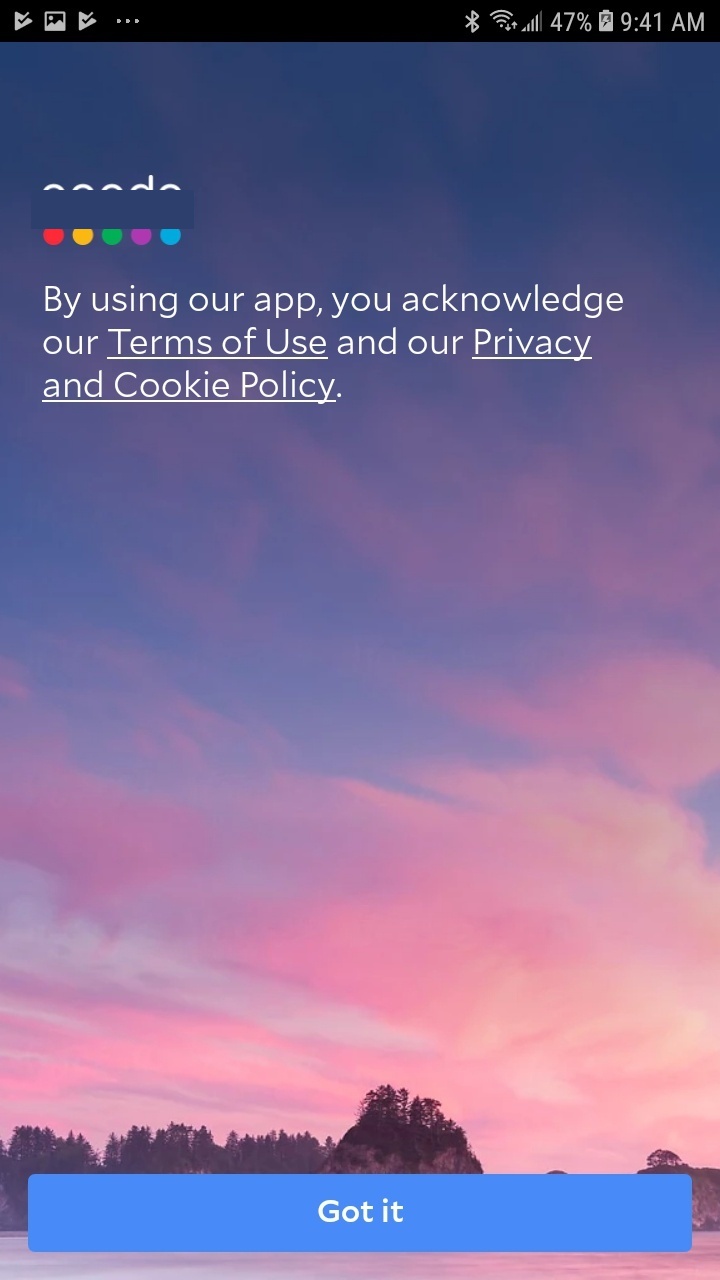 47% 9:41 AM
By using our app, you acknowledge
our Terms of Use and our Privacy
and Cookie Policy.
Got it